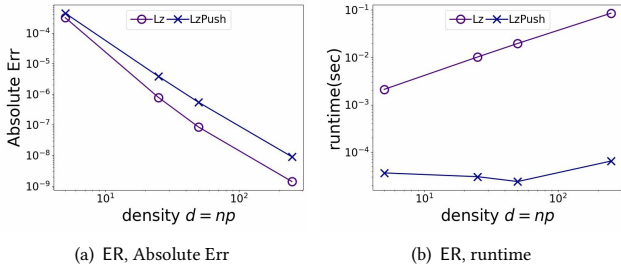 Lz LzPush
10⁻⁴
10⁻⁵
10⁻⁶
10⁻⁷
10⁻⁸
10⁻⁹
Absolute Err
10¹ 10²
density d = np
(a) ER, Absolute Err
Lz LzPush
10⁻¹
10⁻²
10⁻³
10⁻⁴
runtime(sec)
10¹ 10²
density d = np
(b) ER, runtime